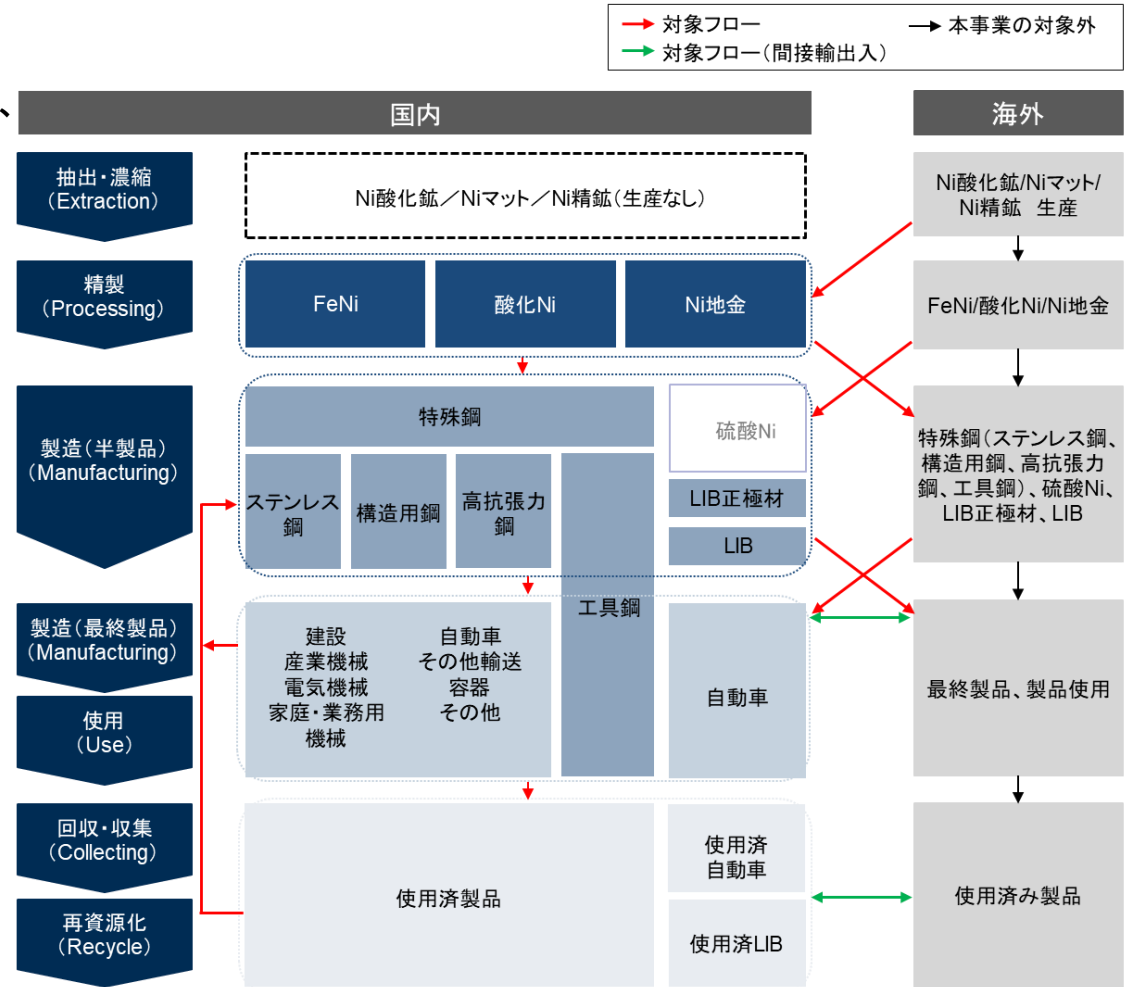 対象フロー
本事業の対象外
対象フロー(間接輸出入)
、
国内
海外
抽出・濃縮
(Extraction)
Ni酸化鉱／Niマット／Ni精鉱(生産なし)
Ni酸化鉱/Niマット/
Ni精鉱 生産
精製
(Processing)
FeNi
酸化Ni
Ni地金
FeNi/酸化Ni/Ni地金
製造(半製品)
(Manufacturing)
特殊鋼
硫酸Ni
ステンレス
鋼
構造用鋼
高抗張力
鋼
LIB正極材
LIB
工具鋼
特殊鋼(ステンレス鋼、
構造用鋼、高抗張力
鋼、工具鋼)、硫酸Ni、
LIB正極材、LIB
製造(最終製品)
(Manufacturing)
使用
(Use)
建設
産業機械
電気機械
家庭・業務用
機械
自動車
その他輸送
容器
その他
自動車
最終製品、製品使用
回収・収集
(Collecting)
再資源化
(Recycle)
使用済製品
使用済
自動車
使用済LIB
使用済み製品